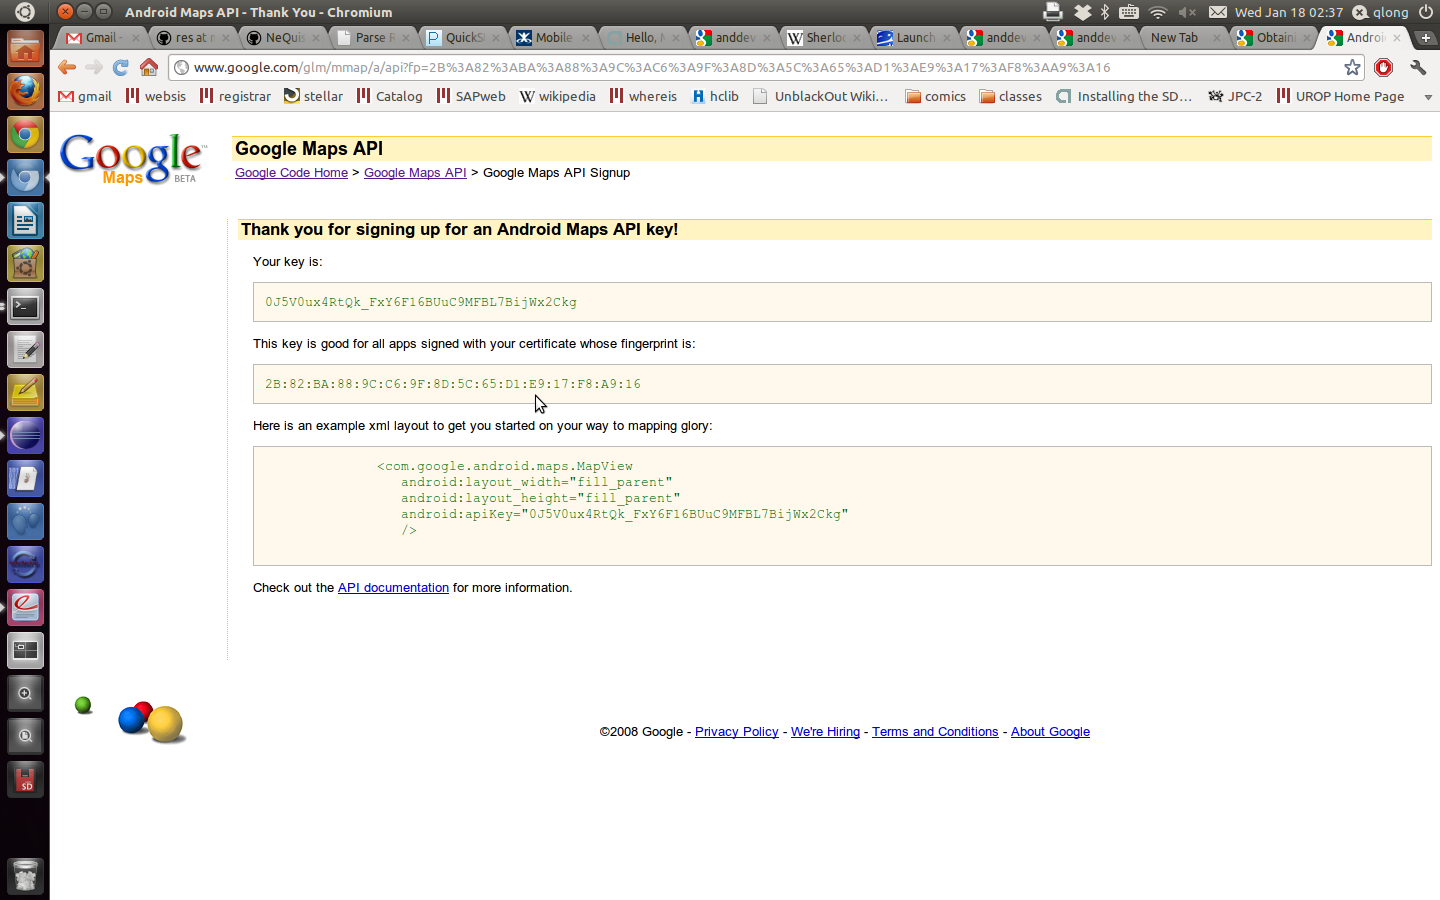 Android Maps API - Thank You - Chromium
Wed Jan 18 02:37 qlong
Gmail -
res at r
NeQuis
Parse R
QuickSt
Mobile
Hello, M
anddev
Sherloc
Launch
anddev
anddev
New Tab
Obtaini
Androi
www.google.com/glm/mmap/a/api?fp=2B%3A82%3ABA%3A88%3A9C%3AC6%3A9F%3A8D%3A5C%3A65%3AD1%3AE9%3A17%3AF8%3AA9%3A16
gmail websis registrar stellar Catalog SAPweb wikipedia whereis hclib UnblackOut Wiki... comics classes Installing the SD... JPC-2 UROP Home Page
Google Maps BETA
Google Maps API
Google Code Home > Google Maps API > Google Maps API Signup
Thank you for signing up for an Android Maps API key!
Your key is:
0J5V0ux4RtQk_FxY6F16BUuC9MFBL7BijWx2Ckg
This key is good for all apps signed with your certificate whose fingerprint is:
2B:82:BA:88:9C:C6:9F:8D:5C:65:D1:E9:17:F8:A9:16
Here is an example xml layout to get you started on your way to mapping glory:
<com.google.android.maps.MapView
android:layout_width="fill_parent"
android:layout_height="fill_parent"
android:apiKey="0J5V0ux4RtQk_FxY6F16BUuC9MFBL7BijWx2Ckg"
/>
Check out the API documentation for more information.
©2008 Google - Privacy Policy - We're Hiring - Terms and Conditions - About Google
SD